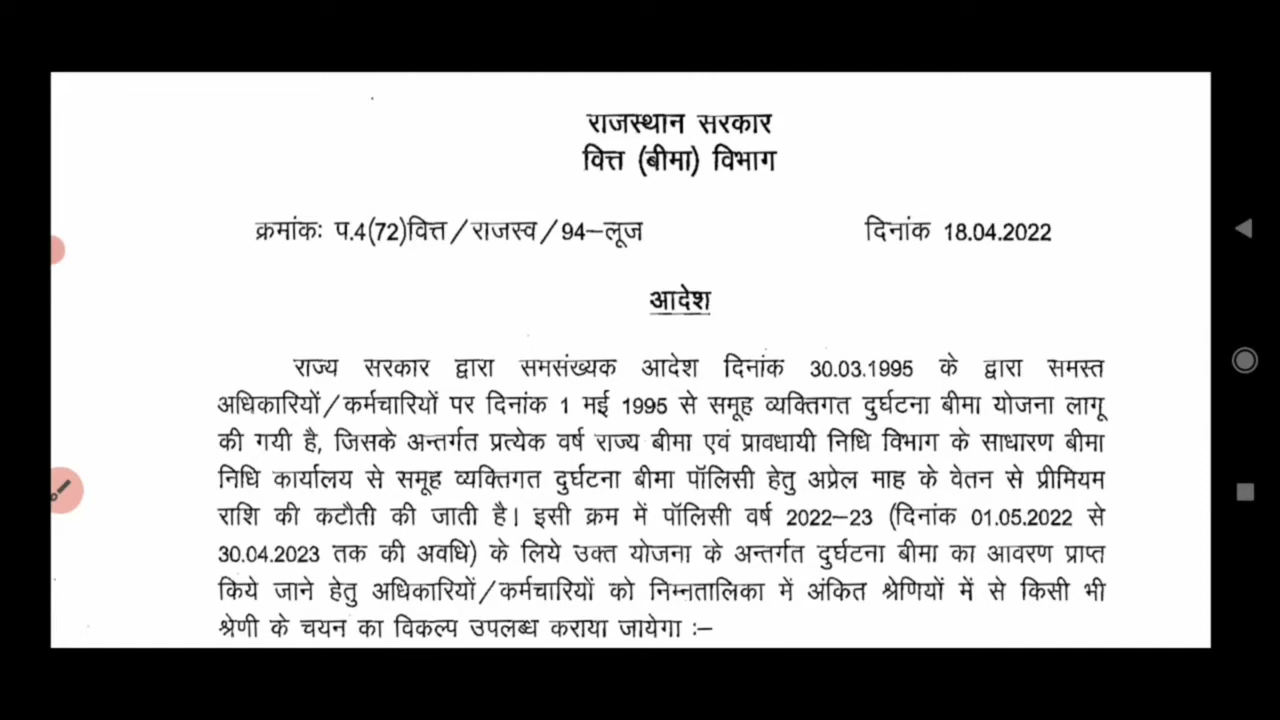 राजस्थान सरकार
वित्त (बीमा) विभाग
क्रमांकः प.4(72)वित्त/राजस्व/94–लूज
दिनांक 18.04.2022
आदेश
राज्य सरकार द्वारा समसंख्यक आदेश दिनांक 30.03.1995 के द्वारा समस्त
अधिकारियों/कर्मचारियों पर दिनांक 1 मई 1995 से समूह व्यक्तिगत दुर्घटना बीमा योजना लागू
की गयी है, जिसके अन्तर्गत प्रत्येक वर्ष राज्य बीमा एवं प्रावधायी निधि विभाग के साधारण बीमा
निधि कार्यालय से समूह व्यक्तिगत दुर्घटना बीमा पॉलिसी हेतु अप्रेल माह के वेतन से प्रीमियम
राशि की कटौती की जाती है। इसी क्रम में पॉलिसी वर्ष 2022–23 (दिनांक 01.05.2022 से
30.04.2023 तक की अवधि) के लिये उक्त योजना के अन्तर्गत दुर्घटना बीमा का आवरण प्राप्त
किये जाने हेतु अधिकारियों/कर्मचारियों को निम्नतालिका में अंकित श्रेणियों में से किसी भी
श्रेणी के चयन का विकल्प उपलब्ध कराया जायेगा :–